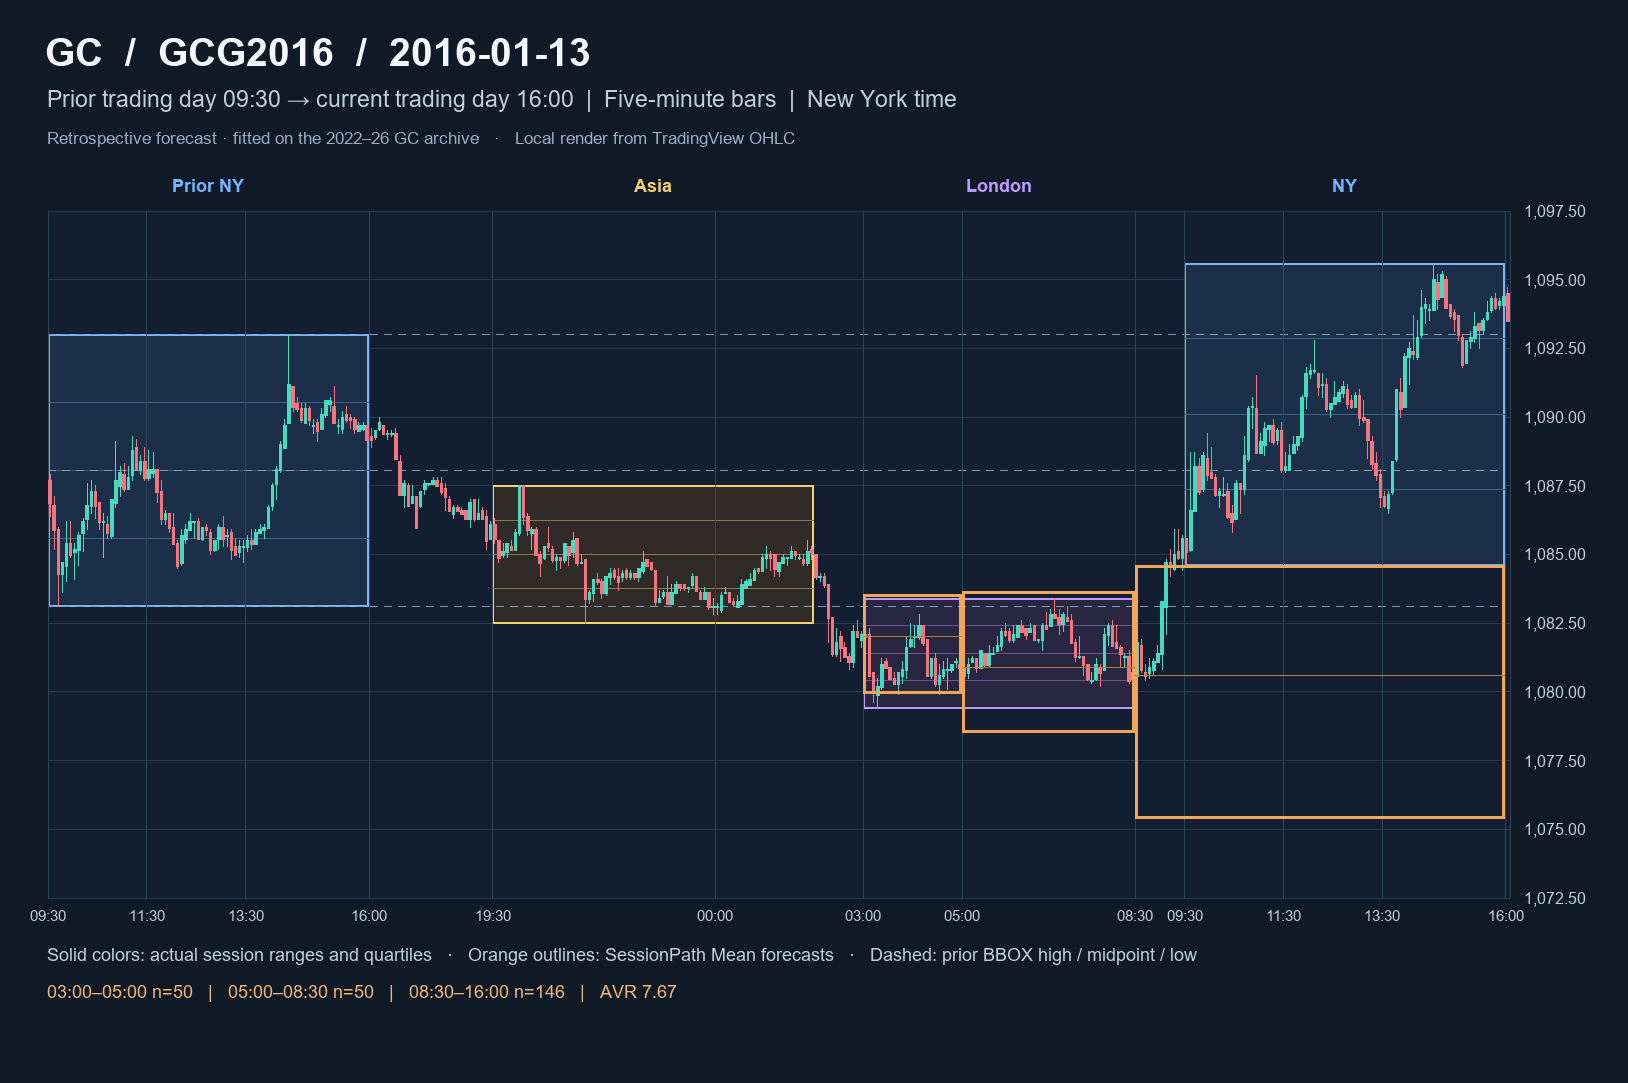 GC / GCG2016 / 2016-01-13
Prior trading day 09:30 → current trading day 16:00 | Five-minute bars | New York time
Retrospective forecast · fitted on the 2022–26 GC archive · Local render from TradingView OHLC
Prior NY Asia London NY
1,097.50
1,095.00
1,092.50
1,090.00
1,087.50
1,085.00
1,082.50
1,080.00
1,077.50
1,075.00
1,072.50
09:30 11:30 13:30 16:00 19:30 00:00 03:00 05:00 08:30 09:30 11:30 13:30 16:00
Solid colors: actual session ranges and quartiles · Orange outlines: SessionPath Mean forecasts · Dashed: prior BBOX high / midpoint / low
03:00–05:00 n=50 | 05:00–08:30 n=50 | 08:30–16:00 n=146 | AVR 7.67